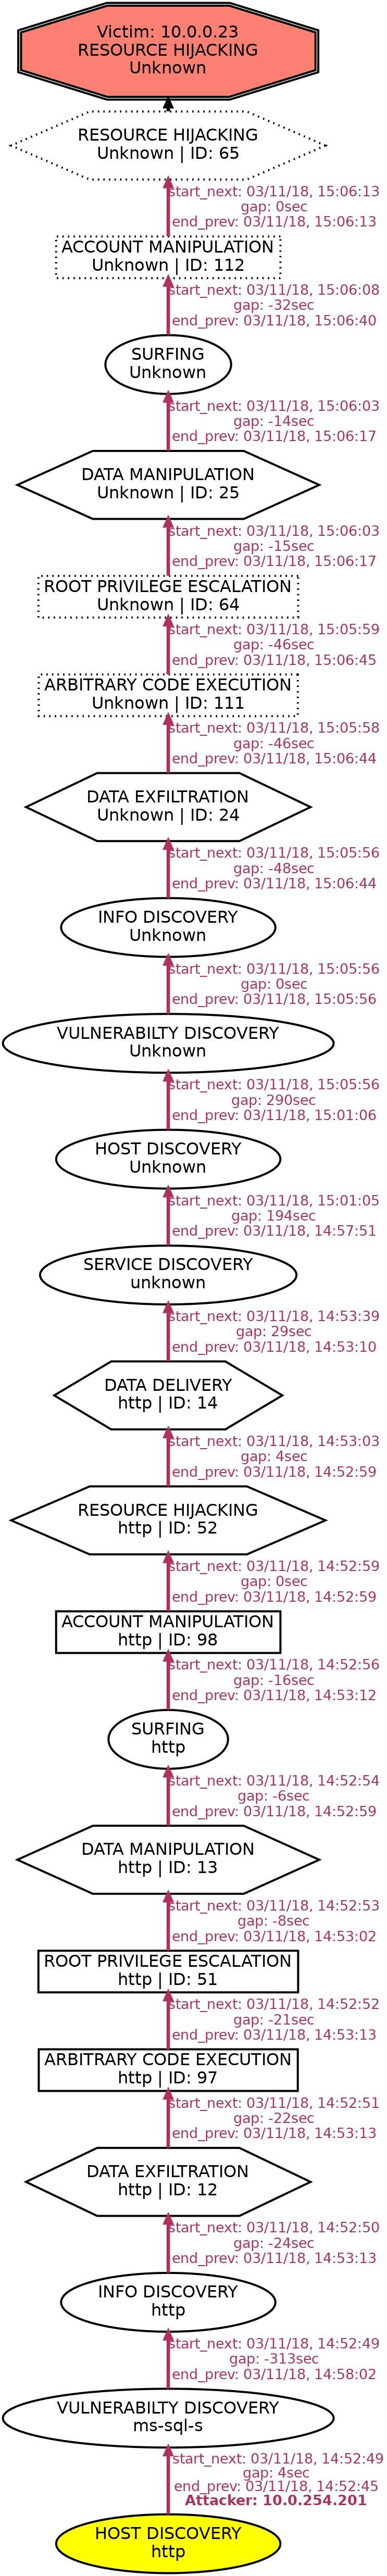 Victim: 10.0.0.23
RESOURCE HIJACKING
Unknown
RESOURCE HIJACKING
Unknown | ID: 65
start_next: 03/11/18, 15:06:13
gap: 0sec
end_prev: 03/11/18, 15:06:13
ACCOUNT MANIPULATION
Unknown | ID: 112
start_next: 03/11/18, 15:06:08
gap: -32sec
end_prev: 03/11/18, 15:06:40
SURFING
Unknown
start_next: 03/11/18, 15:06:03
gap: -14sec
end_prev: 03/11/18, 15:06:17
DATA MANIPULATION
Unknown | ID: 25
start_next: 03/11/18, 15:06:03
gap: -15sec
end_prev: 03/11/18, 15:06:17
ROOT PRIVILEGE ESCALATION
Unknown | ID: 64
start_next: 03/11/18, 15:05:59
gap: -46sec
end_prev: 03/11/18, 15:06:45
ARBITRARY CODE EXECUTION
Unknown | ID: 111
start_next: 03/11/18, 15:05:58
gap: -46sec
end_prev: 03/11/18, 15:06:44
DATA EXFILTRATION
Unknown | ID: 24
start_next: 03/11/18, 15:05:56
gap: -48sec
end_prev: 03/11/18, 15:06:44
INFO DISCOVERY
Unknown
start_next: 03/11/18, 15:05:56
gap: 0sec
end_prev: 03/11/18, 15:05:56
VULNERABILTY DISCOVERY
Unknown
start_next: 03/11/18, 15:05:56
gap: 290sec
end_prev: 03/11/18, 15:01:06
HOST DISCOVERY
Unknown
start_next: 03/11/18, 15:01:05
gap: 194sec
end_prev: 03/11/18, 14:57:51
SERVICE DISCOVERY
unknown
start_next: 03/11/18, 14:53:39
gap: 29sec
end_prev: 03/11/18, 14:53:10
DATA DELIVERY
http | ID: 14
start_next: 03/11/18, 14:53:03
gap: 4sec
end_prev: 03/11/18, 14:52:59
RESOURCE HIJACKING
http | ID: 52
start_next: 03/11/18, 14:52:59
gap: 0sec
end_prev: 03/11/18, 14:52:59
ACCOUNT MANIPULATION
http | ID: 98
start_next: 03/11/18, 14:52:56
gap: -16sec
end_prev: 03/11/18, 14:53:12
SURFING
http
start_next: 03/11/18, 14:52:54
gap: -6sec
end_prev: 03/11/18, 14:52:59
DATA MANIPULATION
http | ID: 13
start_next: 03/11/18, 14:52:53
gap: -8sec
end_prev: 03/11/18, 14:53:02
ROOT PRIVILEGE ESCALATION
http | ID: 51
start_next: 03/11/18, 14:52:52
gap: -21sec
end_prev: 03/11/18, 14:53:13
ARBITRARY CODE EXECUTION
http | ID: 97
start_next: 03/11/18, 14:52:51
gap: -22sec
end_prev: 03/11/18, 14:53:13
DATA EXFILTRATION
http | ID: 12
start_next: 03/11/18, 14:52:50
gap: -24sec
end_prev: 03/11/18, 14:53:13
INFO DISCOVERY
http
start_next: 03/11/18, 14:52:49
gap: -313sec
end_prev: 03/11/18, 14:58:02
VULNERABILTY DISCOVERY
ms-sql-s
start_next: 03/11/18, 14:52:49
gap: 4sec
end_prev: 03/11/18, 14:52:45
Attacker: 10.0.254.201
HOST DISCOVERY
http